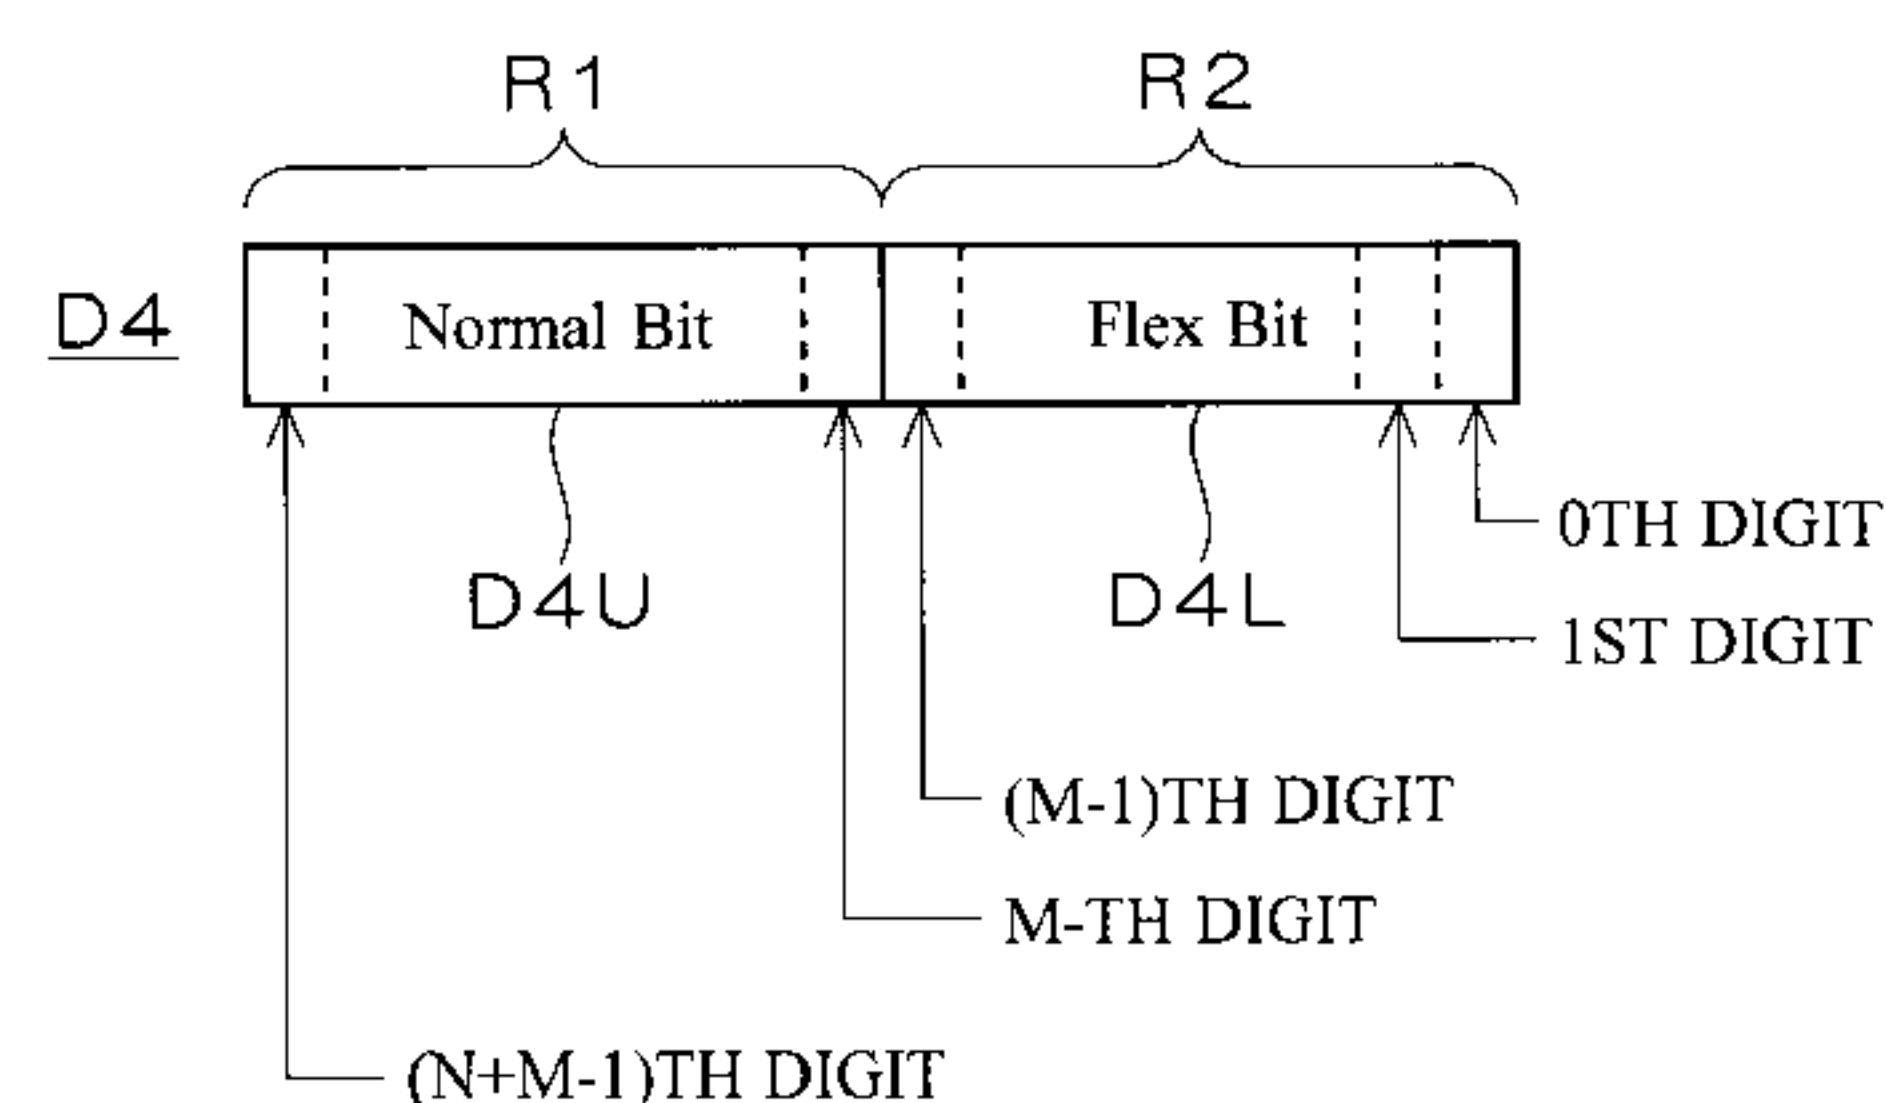 R1 R2
D4 Normal Bit Flex Bit
0TH DIGIT
D4U D4L
1ST DIGIT
(M-1)TH DIGIT
M-TH DIGIT
(N+M-1)TH DIGIT